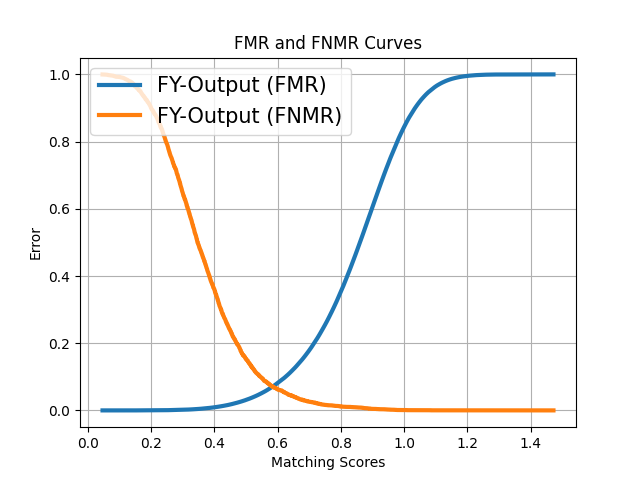 FMR and FNMR Curves
FY-Output (FMR)
FY-Output (FNMR)
1.0
0.8
0.6
0.4
0.2
0.0
Error
0.0 0.2 0.4 0.6 0.8 1.0 1.2 1.4
Matching Scores